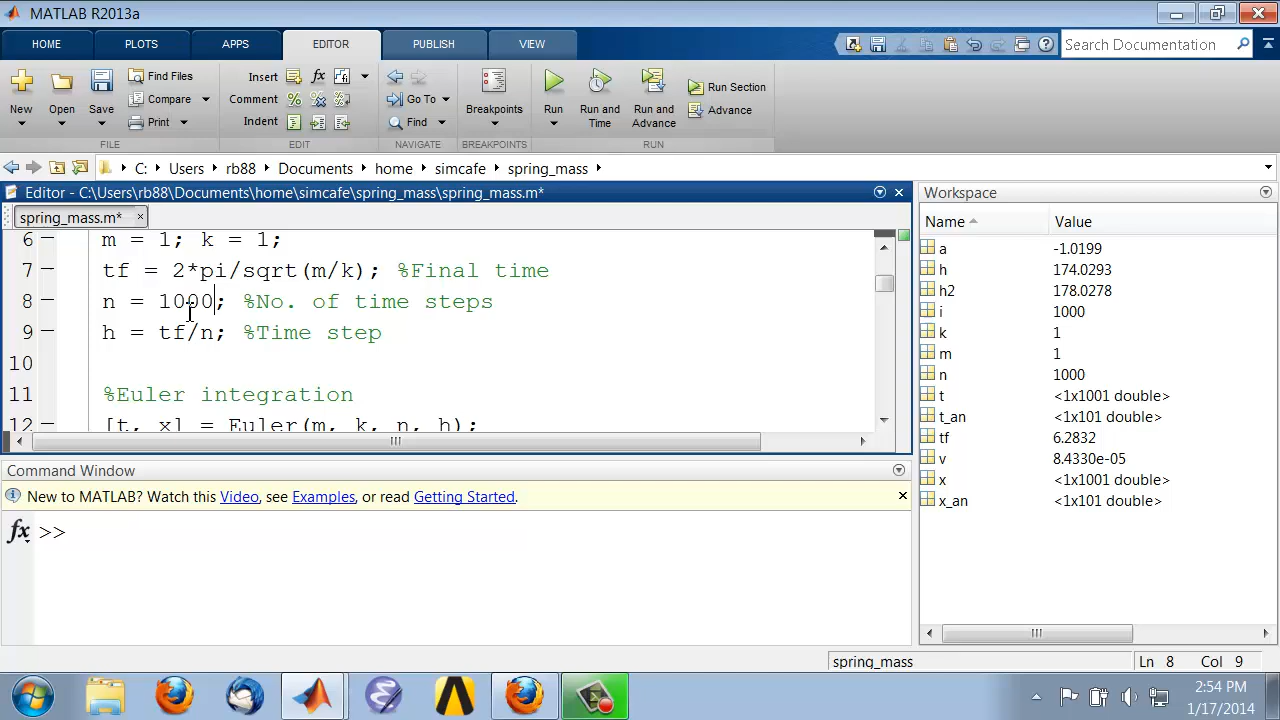 MATLAB R2013a
HOME PLOTS APPS EDITOR PUBLISH VIEW
Search Documentation
New Open Save
Find Files
Compare
Print
FILE
Insert
Comment
Indent
EDIT
Go To
Find
NAVIGATE
Breakpoints
BREAKPOINTS
Run
Run and Time
Run and Advance
Run Section
Advance
RUN
C: Users rb88 Documents home simcafe spring_mass
Editor - C:\Users\rb88\Documents\home\simcafe\spring_mass\spring_mass.m*
spring_mass.m*
6 m = 1; k = 1;
7 tf = 2*pi/sqrt(m/k); %Final time
8 n = 1000; %No. of time steps
9 h = tf/n; %Time step
10
11 %Euler integration
12 [t, x] = Euler(m, k, n, h);
Command Window
New to MATLAB? Watch this Video, see Examples, or read Getting Started.
fx >>
Workspace
Name Value
a -1.0199
h 174.0293
h2 178.0278
i 1000
k 1
m 1
n 1000
t <1x1001 double>
t_an <1x101 double>
tf 6.2832
v 8.4330e-05
x <1x1001 double>
x_an <1x101 double>
spring_mass Ln 8 Col 9
2:54 PM
1/17/2014